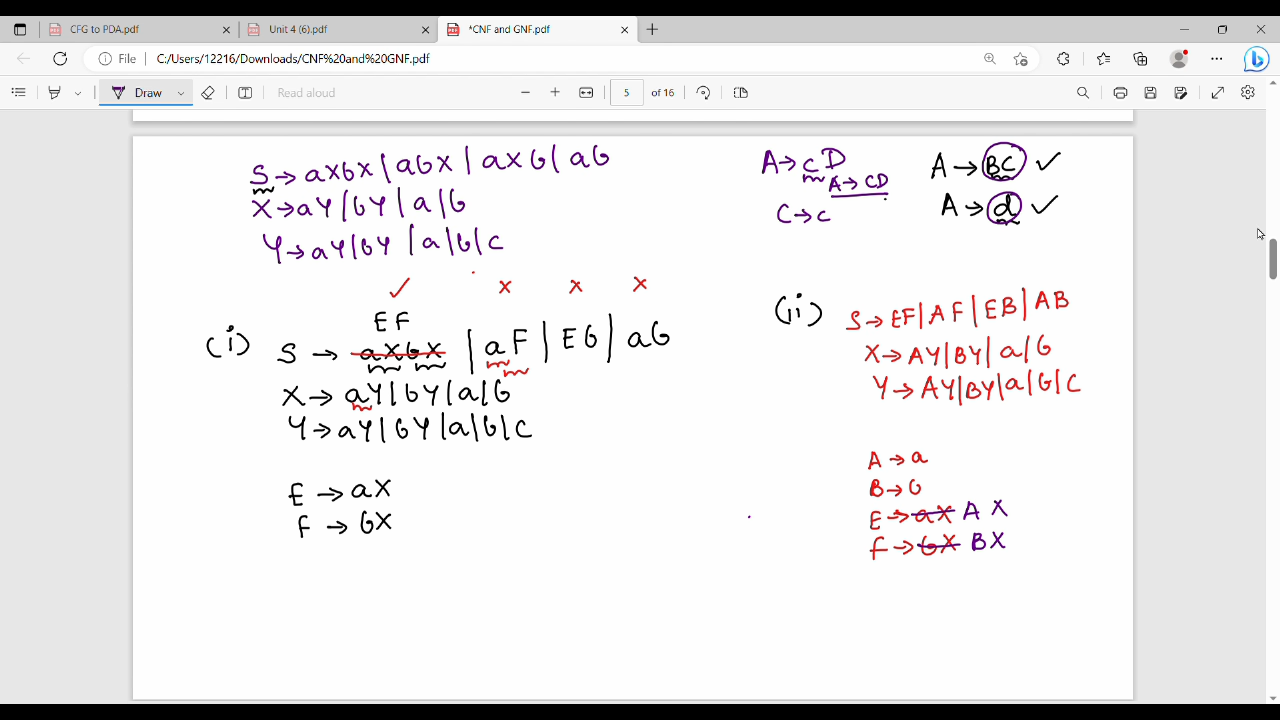 CFG to PDA.pdf
Unit 4 (6).pdf
*CNF and GNF.pdf
File
C:/Users/12216/Downloads/CNF%20and%20GNF.pdf
Draw
Read aloud
5 of 16
S → aXbX | abX | aXb | ab
X → aY | bY | a | b
Y → aY | bY | a | b | c
A → cD
A → CD
C → c
A → BC ✓
A → d ✓
✓ x x x
EF
(i) S → aXbX | aF | Eb | ab
X → aY | bY | a | b
Y → aY | bY | a | b | c
E → aX
F → bX
(ii) S → EF | AF | EB | AB
X → AY | BY | a | b
Y → AY | BY | a | b | c
A → a
B → b
E → aX AX
F → bX BX